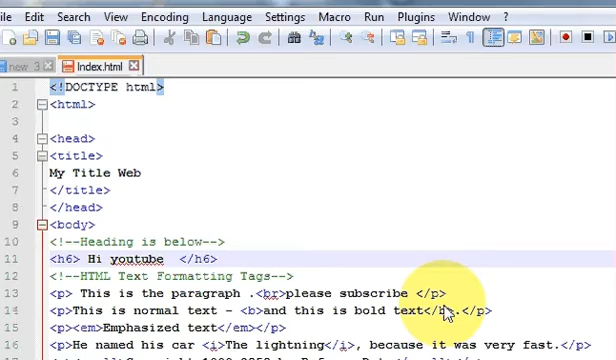 File Edit Search View Encoding Language Settings Macro Run Plugins Window ?
new 3 Index.html
1 <!DOCTYPE html>
2 <html>
3
4 <head>
5 <title>
6 My Title Web
7 </title>
8 </head>
9 <body>
10 <!--Heading is below-->
11 <h6> Hi youtube </h6>
12 <!--HTML Text Formatting Tags-->
13 <p> This is the paragraph .<br>please subscribe </p>
14 <p>This is normal text - <b>and this is bold text</b>.</p>
15 <p><em>Emphasized text</em></p>
16 <p>He named his car <i>The lightning</i>, because it was very fast.</p>